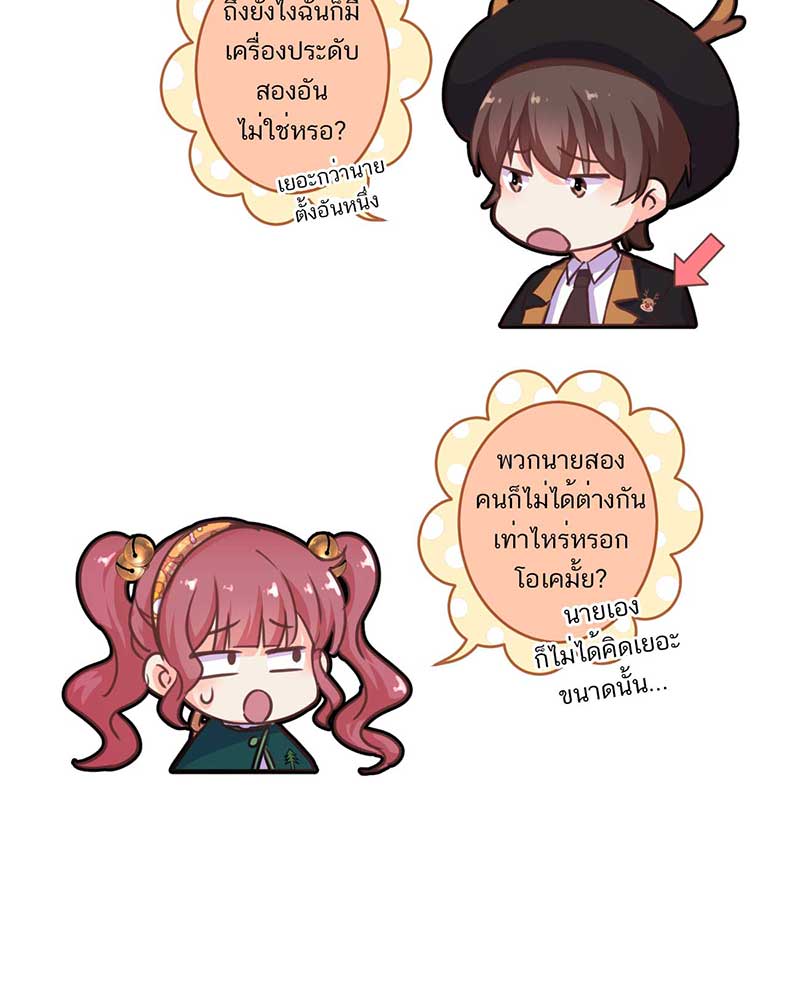 ถึงยังไงฉันก็มี
เครื่องประดับ
สองอัน
ไม่ใช่หรอ?
เยอะกว่านาย
ตั้งอันหนึ่ง
พวกนายสอง
คนก็ไม่ได้ต่างกัน
เท่าไหร่หรอก
โอเคมั้ย?
นายเอง
ก็ไม่ได้คิดเยอะ
ขนาดนั้น...